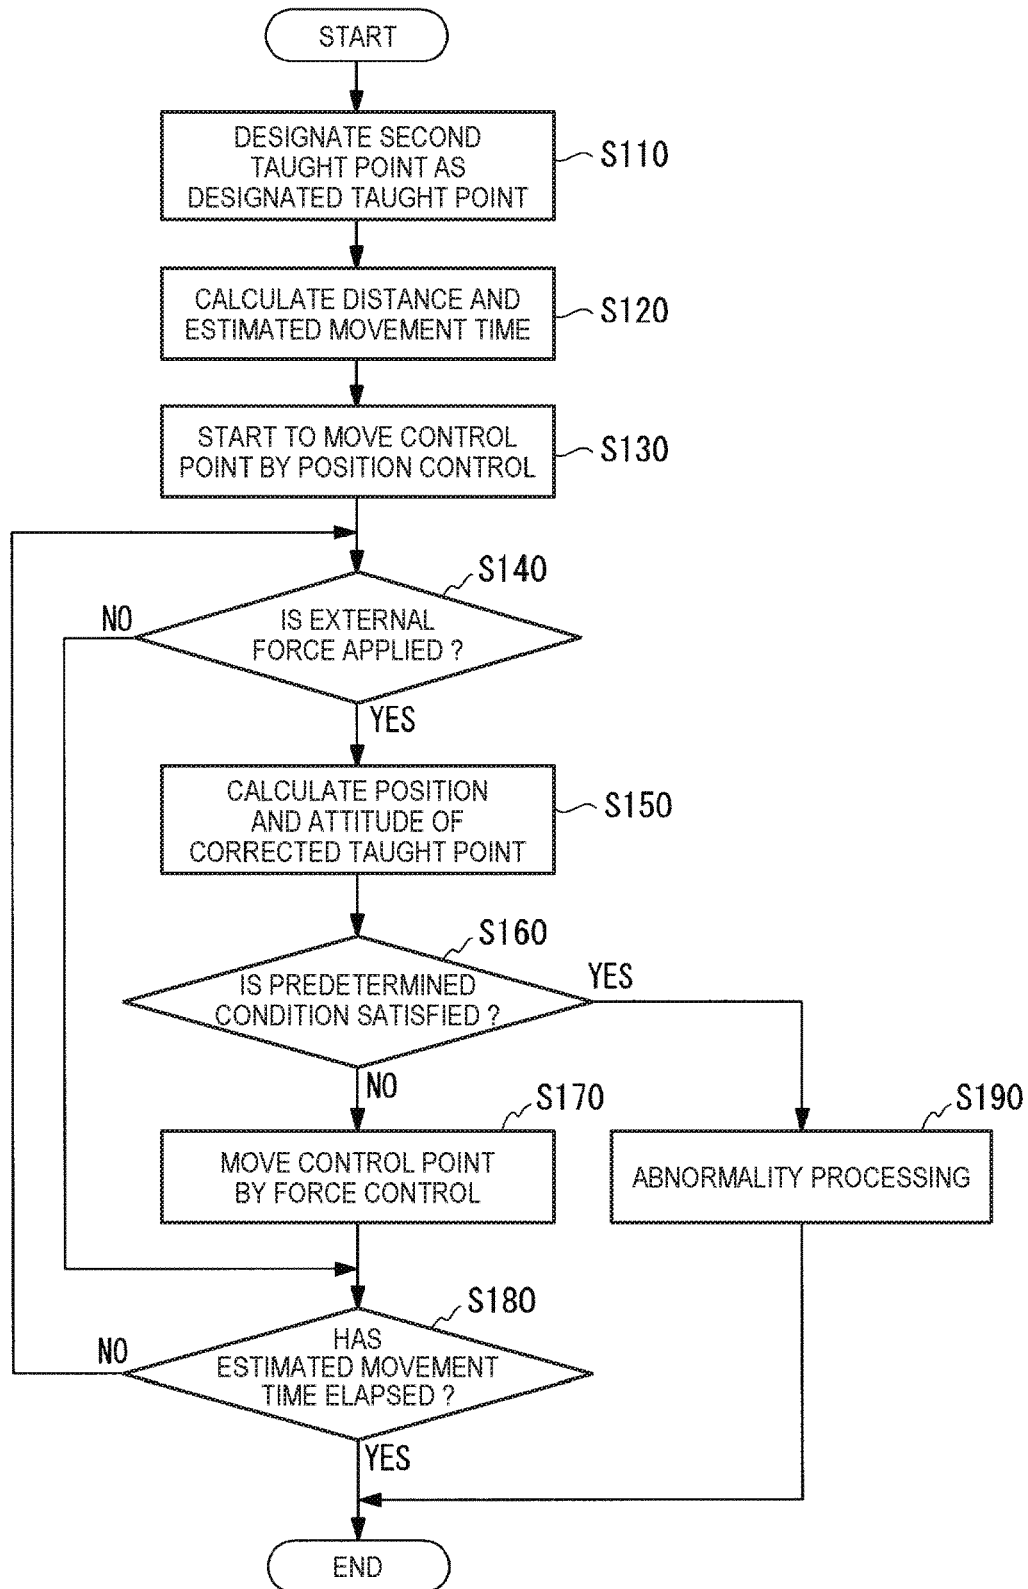 START
DESIGNATE SECOND
TAUGHT POINT AS
DESIGNATED TAUGHT POINT
S110
CALCULATE DISTANCE AND
ESTIMATED MOVEMENT TIME
S120
START TO MOVE CONTROL
POINT BY POSITION CONTROL
S130
S140
NO
IS EXTERNAL
FORCE APPLIED ?
YES
CALCULATE POSITION
AND ATTITUDE OF
CORRECTED TAUGHT POINT
S150
S160
IS PREDETERMINED
CONDITION SATISFIED ?
YES
NO
S170
MOVE CONTROL POINT
BY FORCE CONTROL
S190
ABNORMALITY PROCESSING
S180
NO
HAS
ESTIMATED MOVEMENT
TIME ELAPSED ?
YES
END